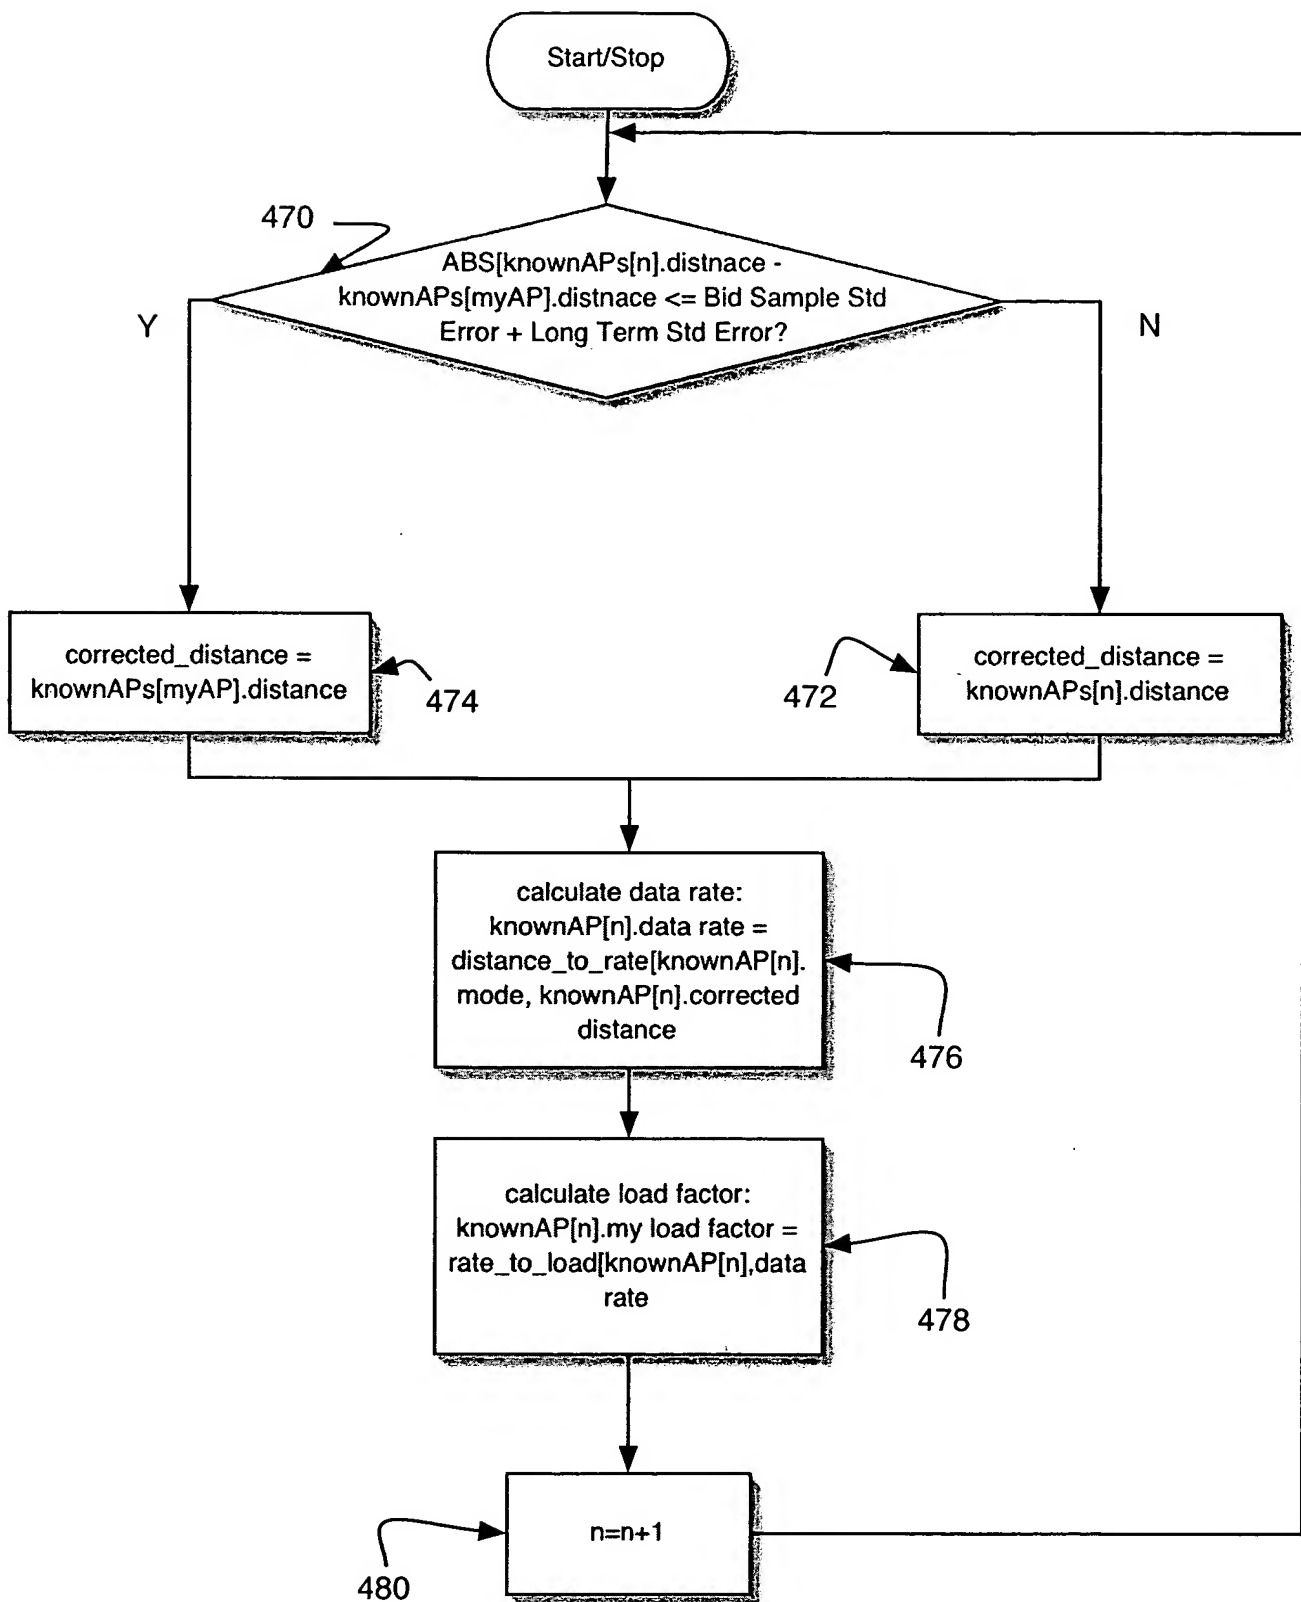 Start/Stop
470
ABS[knownAPs[n].distnace -
knownAPs[myAP].distnace <= Bid Sample Std
Error + Long Term Std Error?
Y
N
corrected_distance =
knownAPs[myAP].distance
474
472
corrected_distance =
knownAPs[n].distance
calculate data rate:
knownAP[n].data rate =
distance_to_rate[knownAP[n].
mode, knownAP[n].corrected
distance
476
calculate load factor:
knownAP[n].my load factor =
rate_to_load[knownAP[n],data
rate
478
n=n+1
480